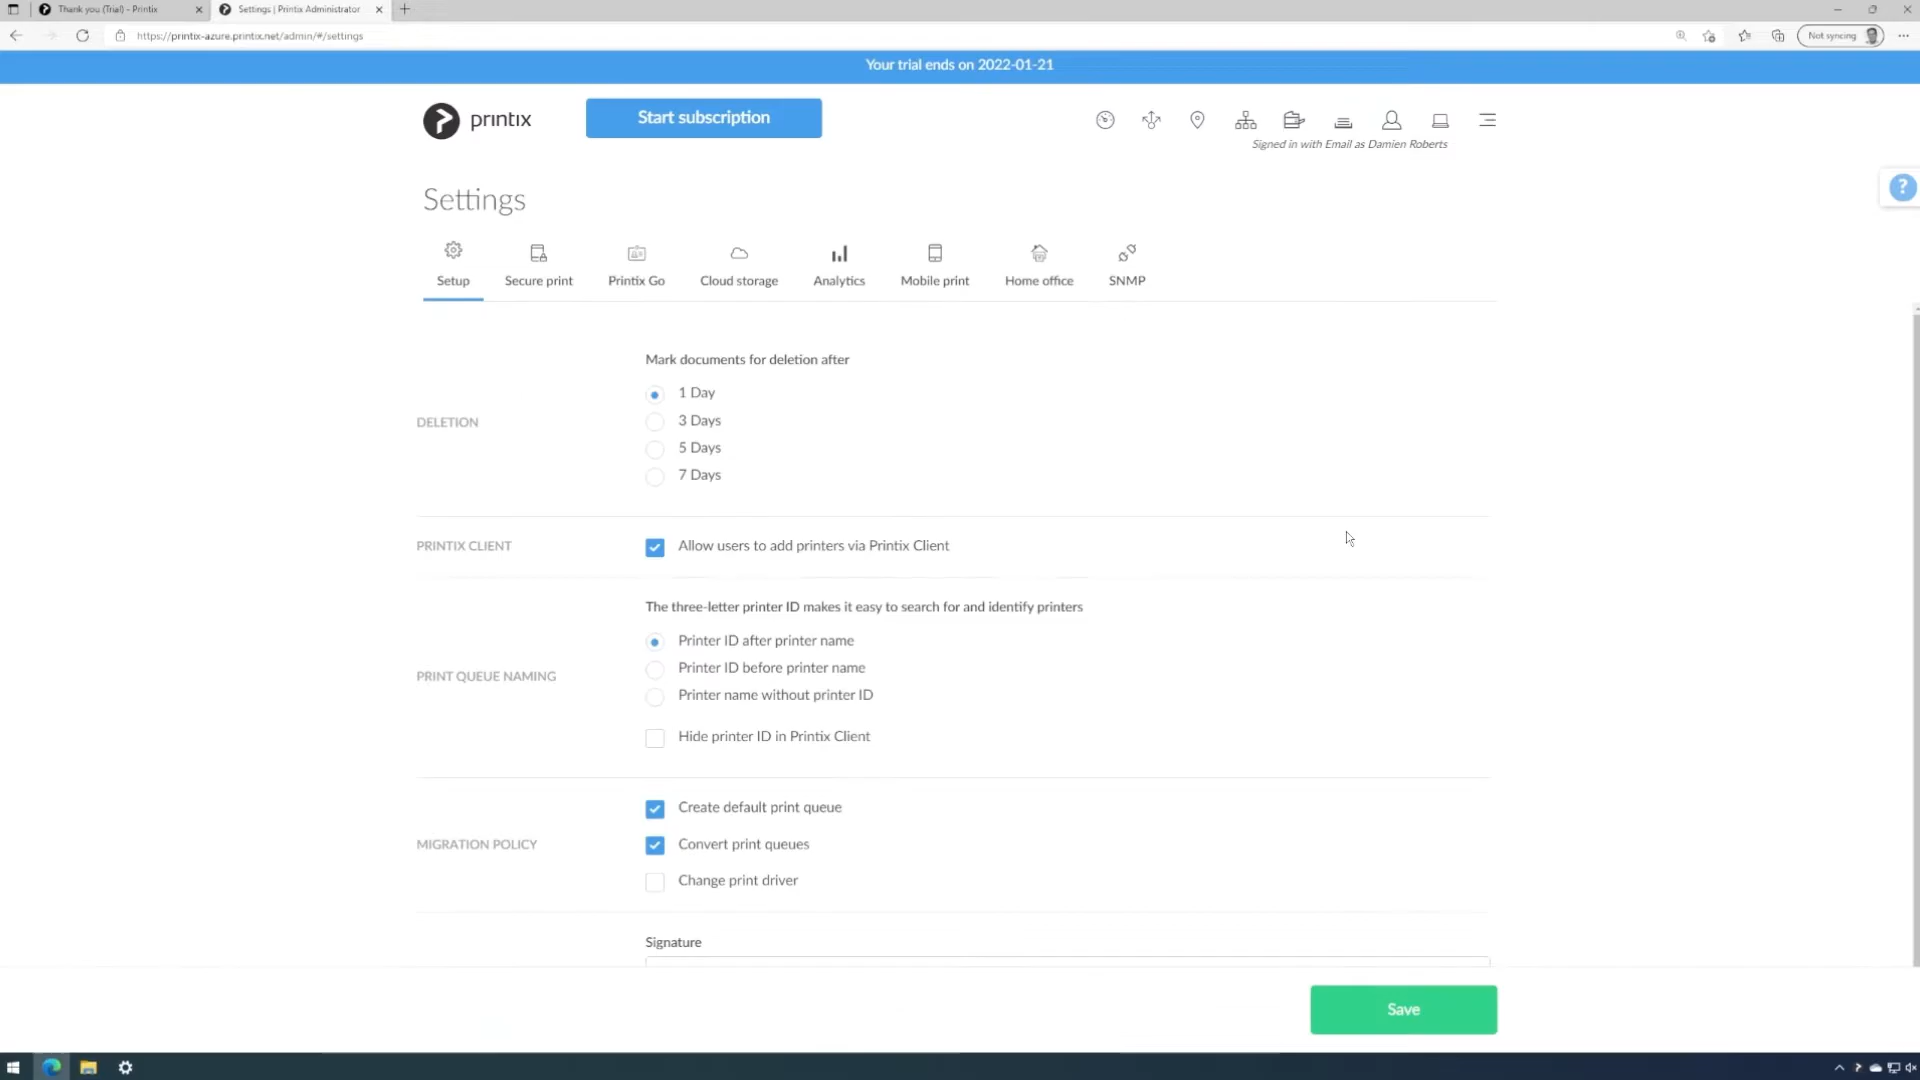 Thank you (Trial) - Printix
Settings | Printix Administrator
https://printix-azure.printix.net/admin/#/settings
Not syncing
Your trial ends on 2022-01-21
printix
Start subscription
Signed in with Email as Damien Roberts
?
Settings
Setup
Secure print
Printix Go
Cloud storage
Analytics
Mobile print
Home office
SNMP
Mark documents for deletion after
1 Day
3 Days
DELETION
5 Days
7 Days
PRINTIX CLIENT
Allow users to add printers via Printix Client
The three-letter printer ID makes it easy to search for and identify printers
Printer ID after printer name
Printer ID before printer name
PRINT QUEUE NAMING
Printer name without printer ID
Hide printer ID in Printix Client
Create default print queue
MIGRATION POLICY
Convert print queues
Change print driver
Signature
Save